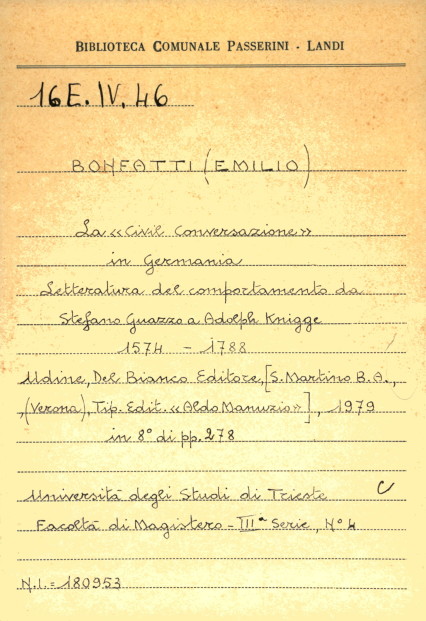 BIBLIOTECA COMUNALE PASSERINI - LANDI
16E.IV.46
BONFATTI (EMILIO)
La «Civil Conversazione»
in Germania
Letteratura del comportamento da
Stefano Guazzo a Adolph Knigge
1574 - 1788
Udine, Del Bianco Editore, [S. Martino B. A.,
(Verona), Tip. Edit. «Aldo Manuzio»], 1979
in 8° di pp. 278
Università degli Studi di Trieste C
Facoltà di Magistero - IIIª Serie, N° 4
N.I. = 180953